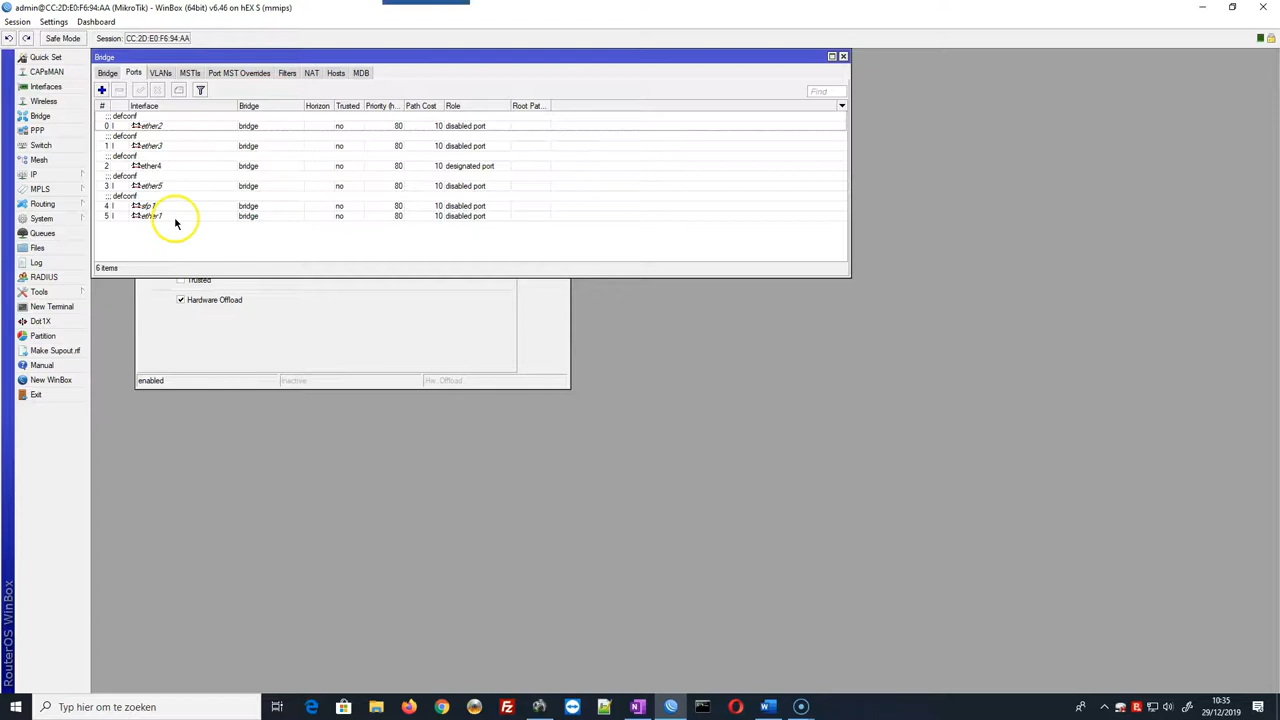 admin@CC:2D:E0:F6:94:AA (MikroTik) - WinBox (64bit) v6.46 on hEX S (mmips)
Session Settings Dashboard
Safe Mode Session: CC:2D:E0:F6:94:AA
Quick Set
CAPsMAN
Interfaces
Wireless
Bridge
PPP
Switch
Mesh
IP
MPLS
Routing
System
Queues
Files
Log
RADIUS
Tools
New Terminal
Dot1X
Partition
Make Supout.rif
Manual
New WinBox
Exit
RouterOS WinBox
Bridge
Bridge Ports VLANs MSTIs Port MST Overrides Filters NAT Hosts MDB
Find
# Interface Bridge Horizon Trusted Priority (h... Path Cost Role Root Pat...
;;; defconf
0 I ether2 bridge no 80 10 disabled port
;;; defconf
1 I ether3 bridge no 80 10 disabled port
;;; defconf
2 ether4 bridge no 80 10 designated port
;;; defconf
3 I ether5 bridge no 80 10 disabled port
;;; defconf
4 I sfp1 bridge no 80 10 disabled port
5 I ether1 bridge no 80 10 disabled port
6 items
Trusted
Hardware Offload
enabled inactive Hw. Offload
Typ hier om te zoeken
10:35
29/12/2019